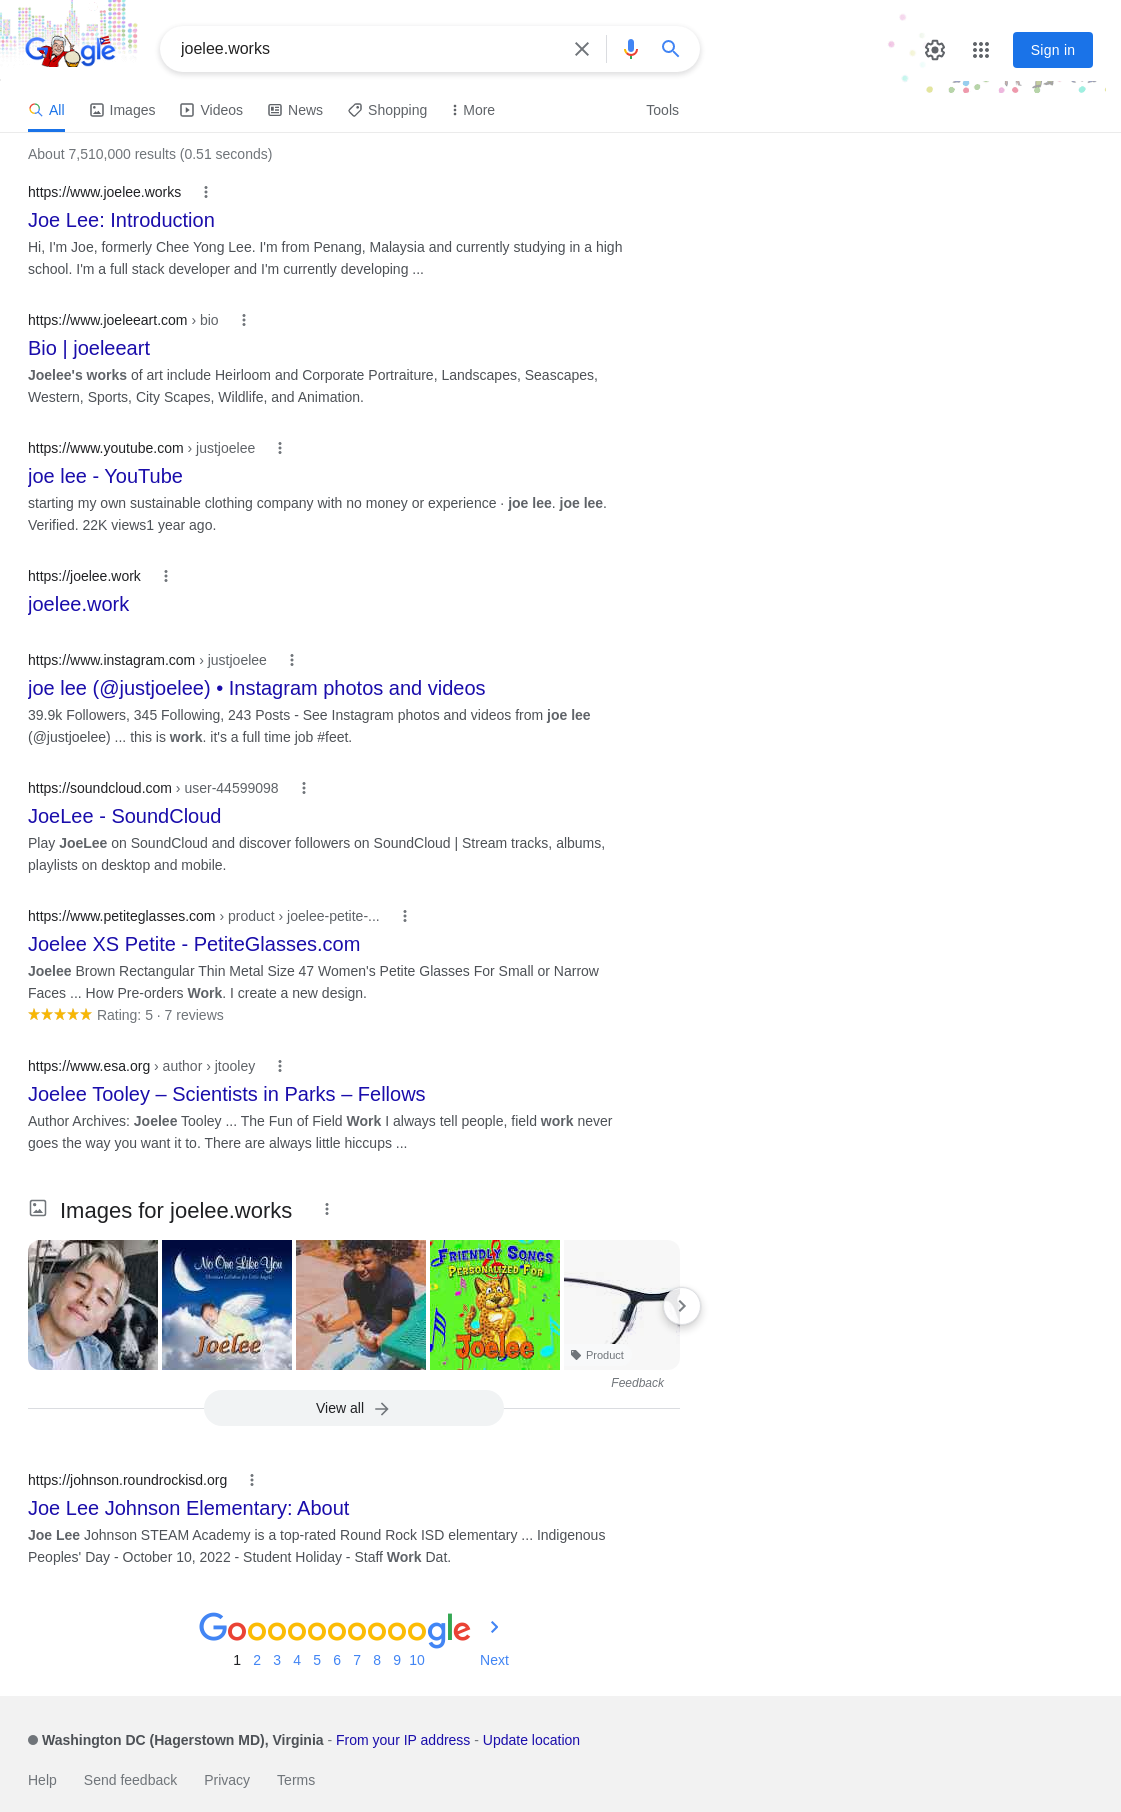 Google
joelee.works
Sign in
All
Images
Videos
News
Shopping
More
Tools
About 7,510,000 results (0.51 seconds)
https://www.joelee.works
Joe Lee: Introduction
Hi, I'm Joe, formerly Chee Yong Lee. I'm from Penang, Malaysia and currently studying in a high
school. I'm a full stack developer and I'm currently developing ...
https://www.joeleeart.com › bio
Bio | joeleeart
Joelee's works of art include Heirloom and Corporate Portraiture, Landscapes, Seascapes,
Western, Sports, City Scapes, Wildlife, and Animation.
https://www.youtube.com › justjoelee
joe lee - YouTube
starting my own sustainable clothing company with no money or experience · joe lee. joe lee.
Verified. 22K views1 year ago.
https://joelee.work
joelee.work
https://www.instagram.com › justjoelee
joe lee (@justjoelee) • Instagram photos and videos
39.9k Followers, 345 Following, 243 Posts - See Instagram photos and videos from joe lee
(@justjoelee) ... this is work. it's a full time job #feet.
https://soundcloud.com › user-44599098
JoeLee - SoundCloud
Play JoeLee on SoundCloud and discover followers on SoundCloud | Stream tracks, albums,
playlists on desktop and mobile.
https://www.petiteglasses.com › product › joelee-petite-...
Joelee XS Petite - PetiteGlasses.com
Joelee Brown Rectangular Thin Metal Size 47 Women's Petite Glasses For Small or Narrow
Faces ... How Pre-orders Work. I create a new design.
Rating: 5 · 7 reviews
https://www.esa.org › author › jtooley
Joelee Tooley – Scientists in Parks – Fellows
Author Archives: Joelee Tooley ... The Fun of Field Work I always tell people, field work never
goes the way you want it to. There are always little hiccups ...
Images for joelee.works
No One Like You
Joelee
FRIENDLY SONGS
PERSONALIZED FOR
Joelee
Product
Feedback
View all
https://johnson.roundrockisd.org
Joe Lee Johnson Elementary: About
Joe Lee Johnson STEAM Academy is a top-rated Round Rock ISD elementary ... Indigenous
Peoples' Day - October 10, 2022 - Student Holiday - Staff Work Dat.
Goooooooooogle
1 2 3 4 5 6 7 8 9 10 Next
Washington DC (Hagerstown MD), Virginia - From your IP address - Update location
Help
Send feedback
Privacy
Terms